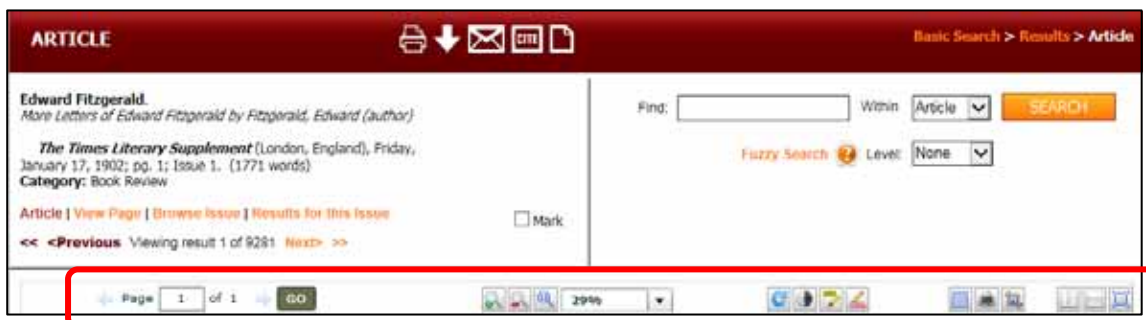 ARTICLE
CITE
Basic Search > Results > Article
Edward Fitzgerald.
More Letters of Edward Fitzgerald by Fitzgerald, Edward (author)
The Times Literary Supplement (London, England), Friday,
January 17, 1902; pg. 1; Issue 1. (1771 words)
Category: Book Review
Article | View Page | Browse Issue | Results for this Issue
Mark
<< <Previous Viewing result 1 of 9281 Next> >>
Find: Within Article SEARCH
Fuzzy Search ? Level: None
Page 1 of 1 GO
29%